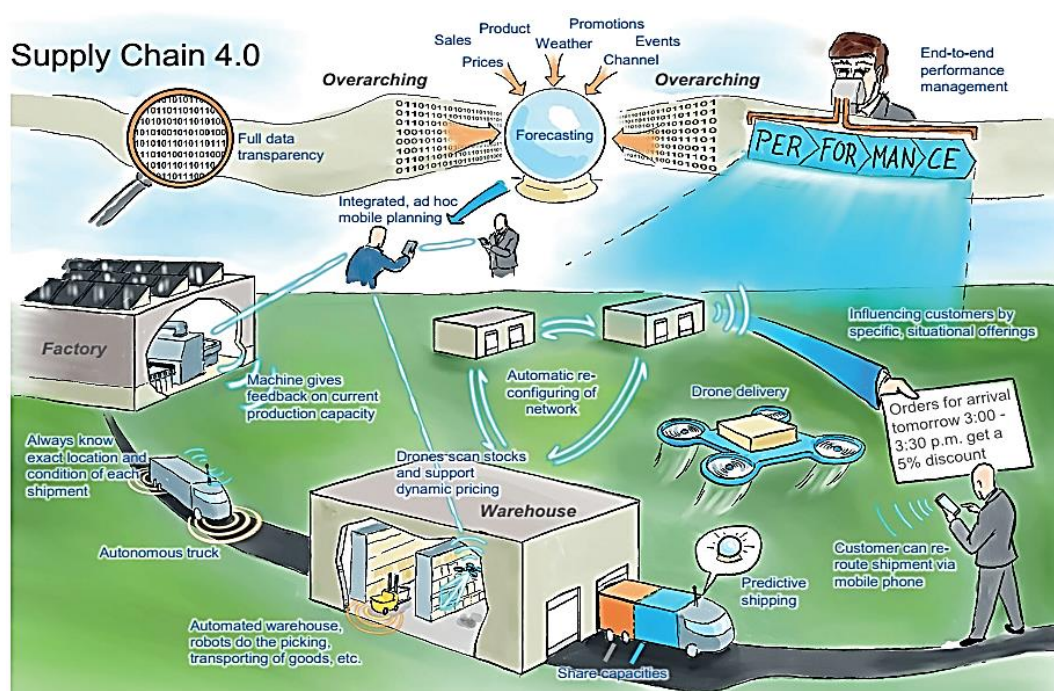 Supply Chain 4.0
Sales
Product
Promotions
Prices
Weather
Events
Channel
Overarching
Overarching
Forecasting
Full data
transparency
End-to-end
performance
management
PER FOR MAN CE
Integrated, ad hoc
mobile planning
Factory
Machine gives
feedback on current
production capacity
Automatic re-
configuring of
network
Influencing customers by
specific, situational offerings
Drone delivery
Orders for arrival
tomorrow 3:00 -
3:30 p.m. get a
5% discount
Always know
exact location and
condition of each
shipment
Autonomous truck
Drones scan stocks
and support
dynamic pricing
Warehouse
Automated warehouse,
robots do the picking,
transporting of goods, etc.
Predictive
shipping
Share capacities
Customer can re-
route shipment via
mobile phone